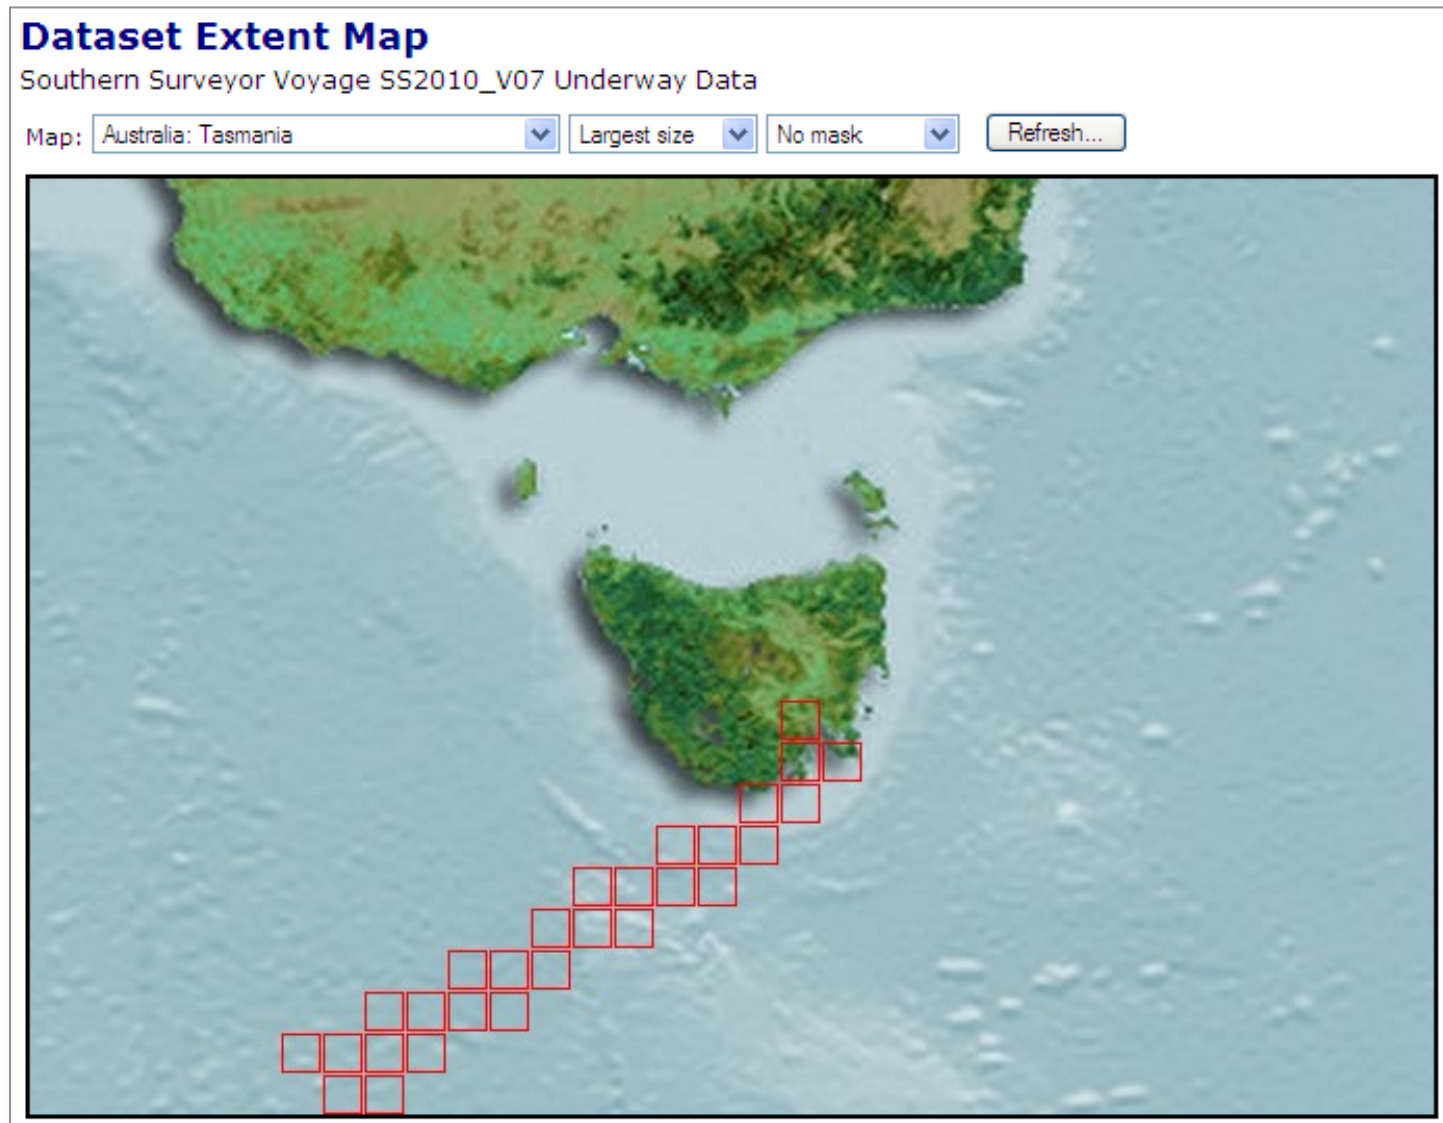 Dataset Extent Map
Southern Surveyor Voyage SS2010_V07 Underway Data
Map: Australia: Tasmania Largest size No mask Refresh...